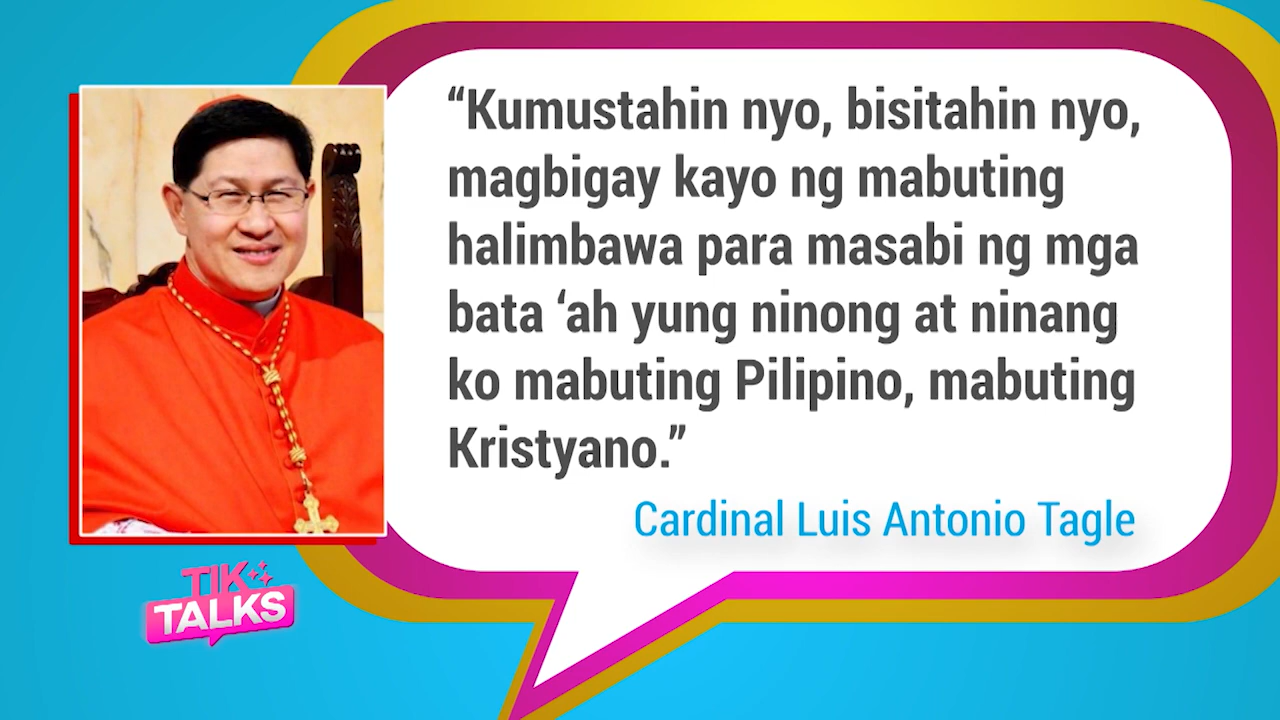 “Kumustahin nyo, bisitahin nyo,
magbigay kayo ng mabuting
halimbawa para masabi ng mga
bata ‘ah yung ninong at ninang
ko mabuting Pilipino, mabuting
Kristyano.”
Cardinal Luis Antonio Tagle
TIK
TALKS